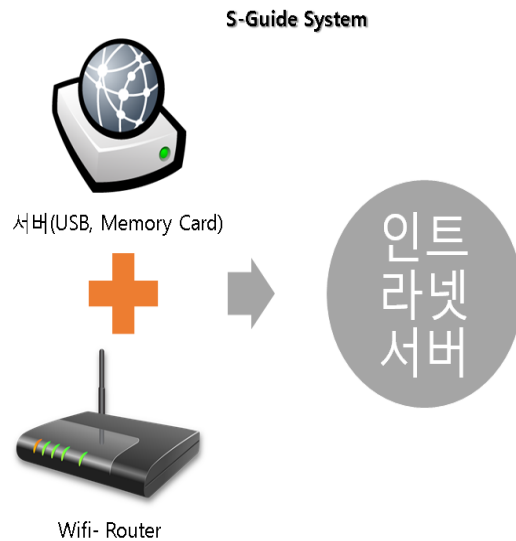 S-Guide System
서버(USB, Memory Card)
인트
라넷
서버
Wifi- Router